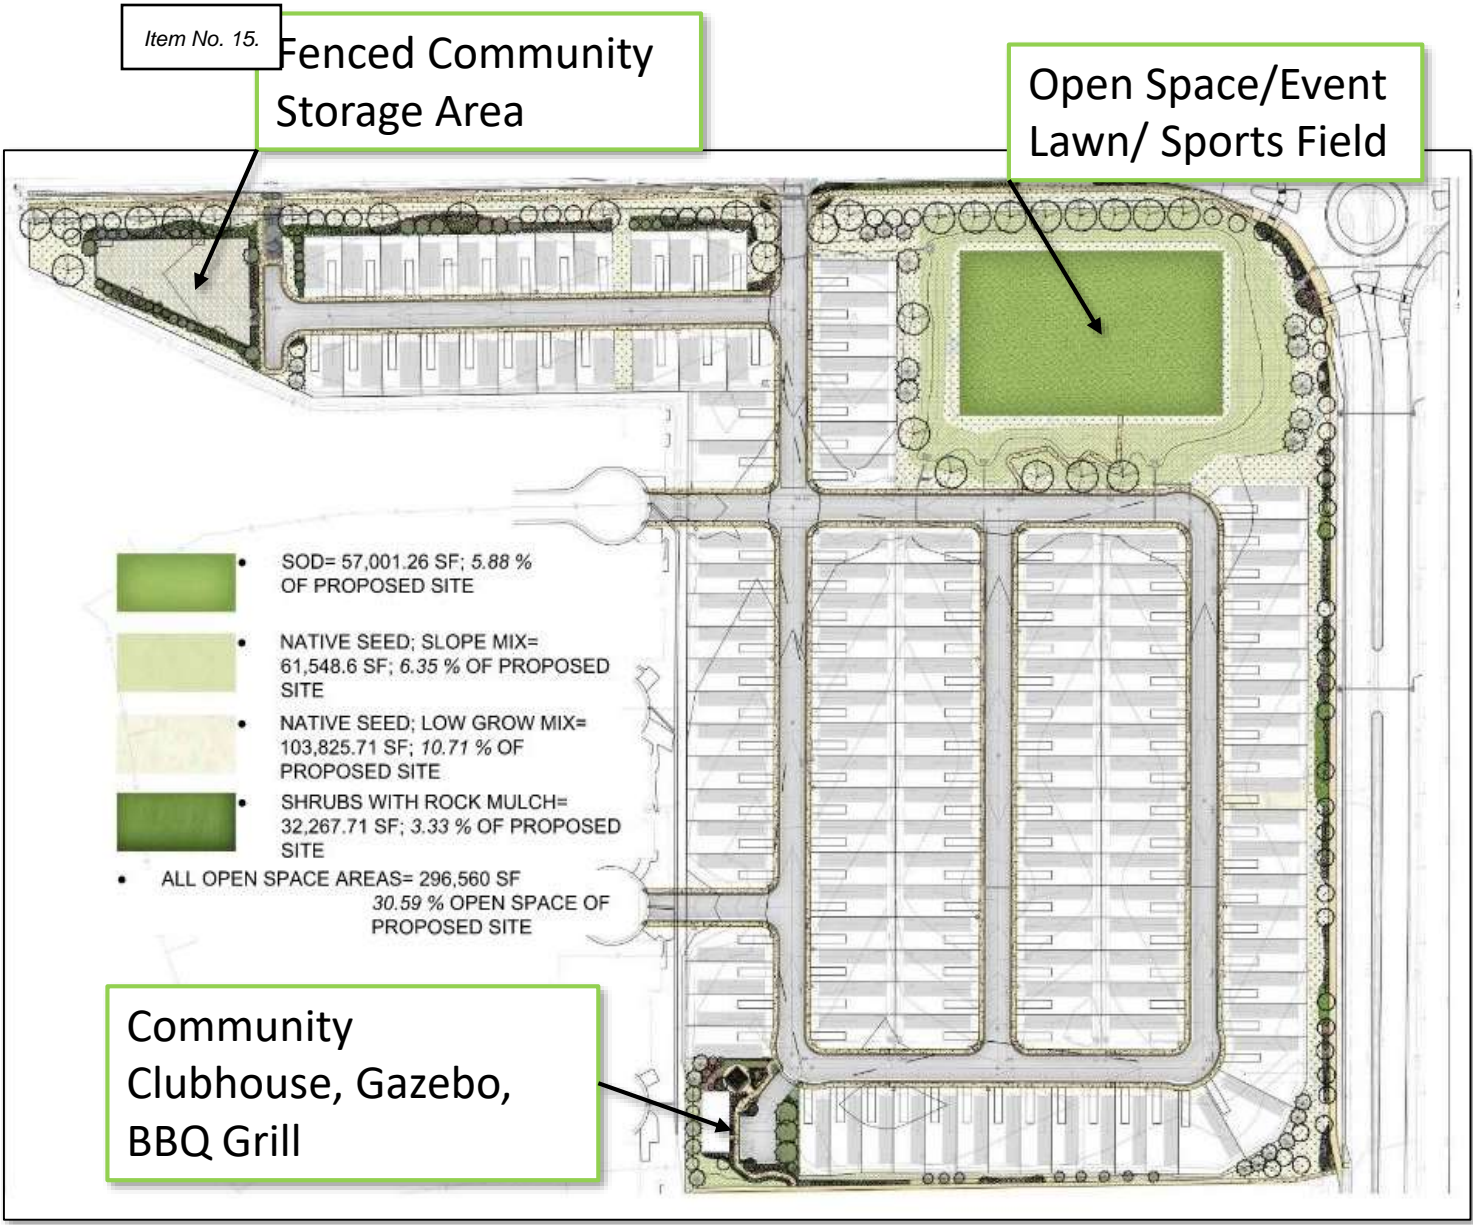 Item No. 15.
Fenced Community
Storage Area
Open Space/Event
Lawn/ Sports Field
SOD= 57,001.26 SF; 5.88 %
OF PROPOSED SITE
NATIVE SEED; SLOPE MIX=
61,548.6 SF; 6.35 % OF PROPOSED
SITE
NATIVE SEED; LOW GROW MIX=
103,825.71 SF; 10.71 % OF
PROPOSED SITE
SHRUBS WITH ROCK MULCH=
32,267.71 SF; 3.33 % OF PROPOSED
SITE
ALL OPEN SPACE AREAS= 296,560 SF
30.59 % OPEN SPACE OF
PROPOSED SITE
Community
Clubhouse, Gazebo,
BBQ Grill